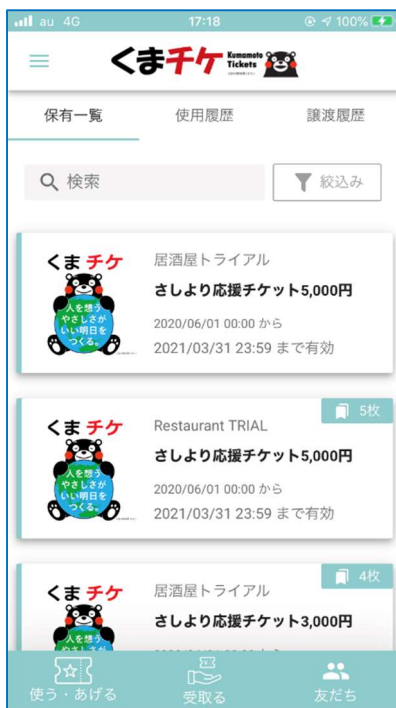 au 4G 17:18 100%
くまチケ Kumamoto Tickets
保有一覧 使用履歴 譲渡履歴
検索 絞込み
くまチケ
人を想う
やさしさが
いい明日を
つくる。
居酒屋トライアル
さしより応援チケット5,000円
2020/06/01 00:00 から
2021/03/31 23:59 まで有効
5枚
くまチケ
人を想う
やさしさが
いい明日を
つくる。
Restaurant TRIAL
さしより応援チケット5,000円
2020/06/01 00:00 から
2021/03/31 23:59 まで有効
4枚
くまチケ
人を想う
居酒屋トライアル
さしより応援チケット3,000円
使う・あげる 受取る 友だち